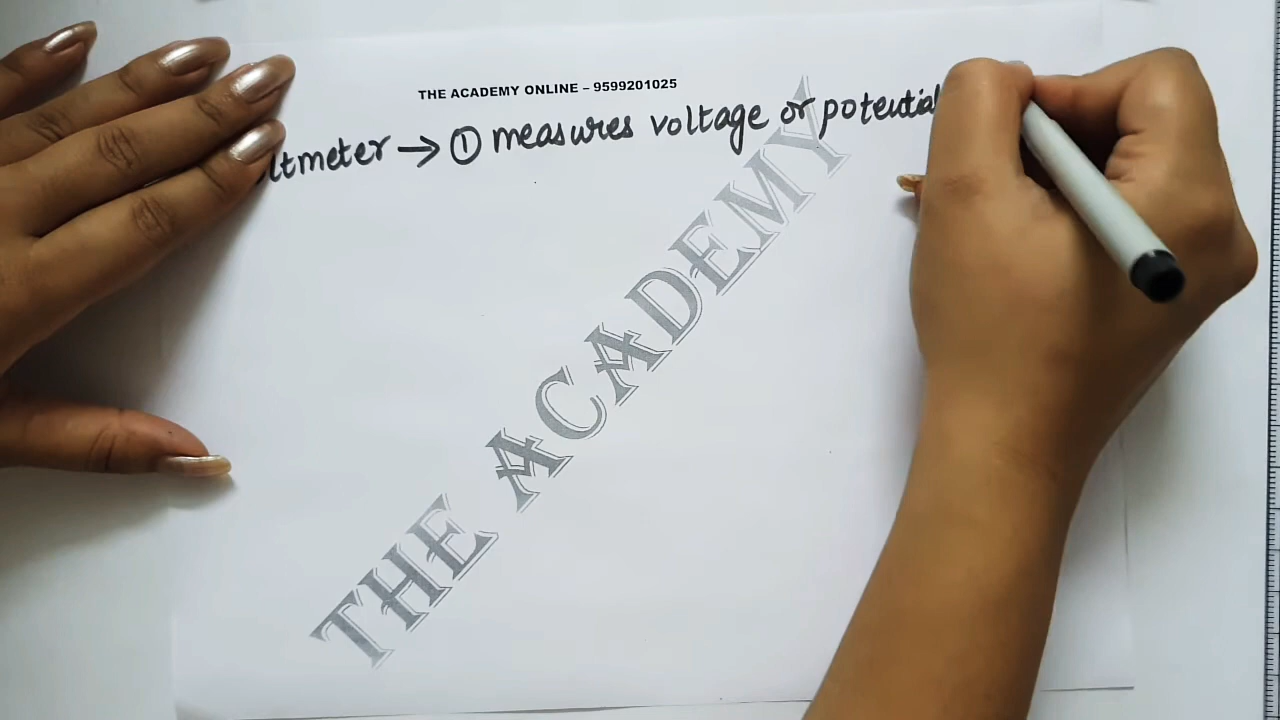 THE ACADEMY ONLINE – 9599201025
ltmeter → ① measures voltage or potential
THE ACADEMY